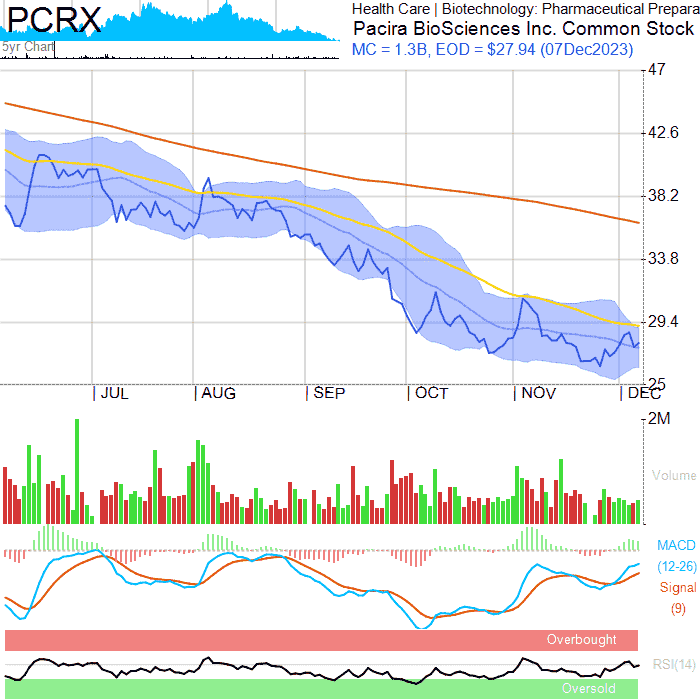 PCRX
5yr Chart
Health Care | Biotechnology: Pharmaceutical Prepara
Pacira BioSciences Inc. Common Stock
MC = 1.3B, EOD = $27.94 (07Dec2023)
47
42.6
38.2
33.8
29.4
25
JUL AUG SEP OCT NOV DEC
2M
Volume
MACD
(12-26)
Signal
(9)
Overbought
RSI(14)
Oversold